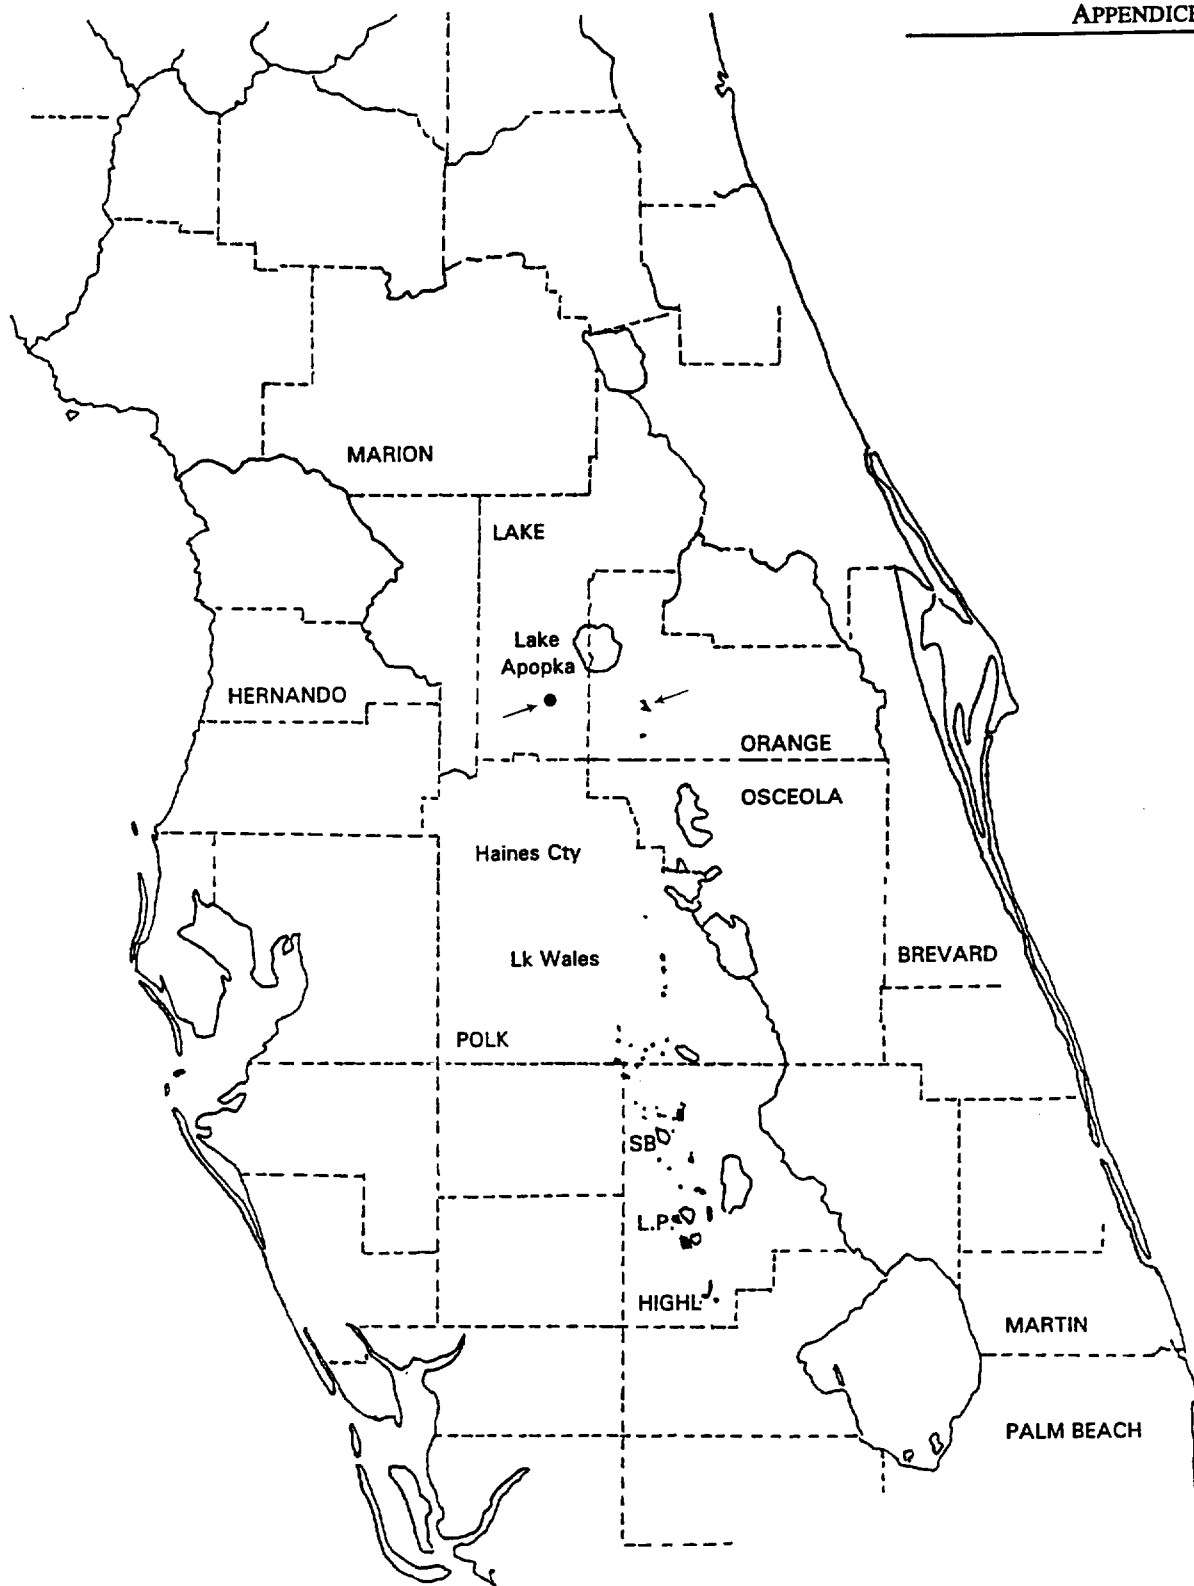 APPENDICE
MARION
LAKE
Lake
Apopka
HERNANDO
ORANGE
OSCEOLA
Haines Cty
Lk Wales
BREVARD
POLK
SB
L.P.
HIGHL
MARTIN
PALM BEACH